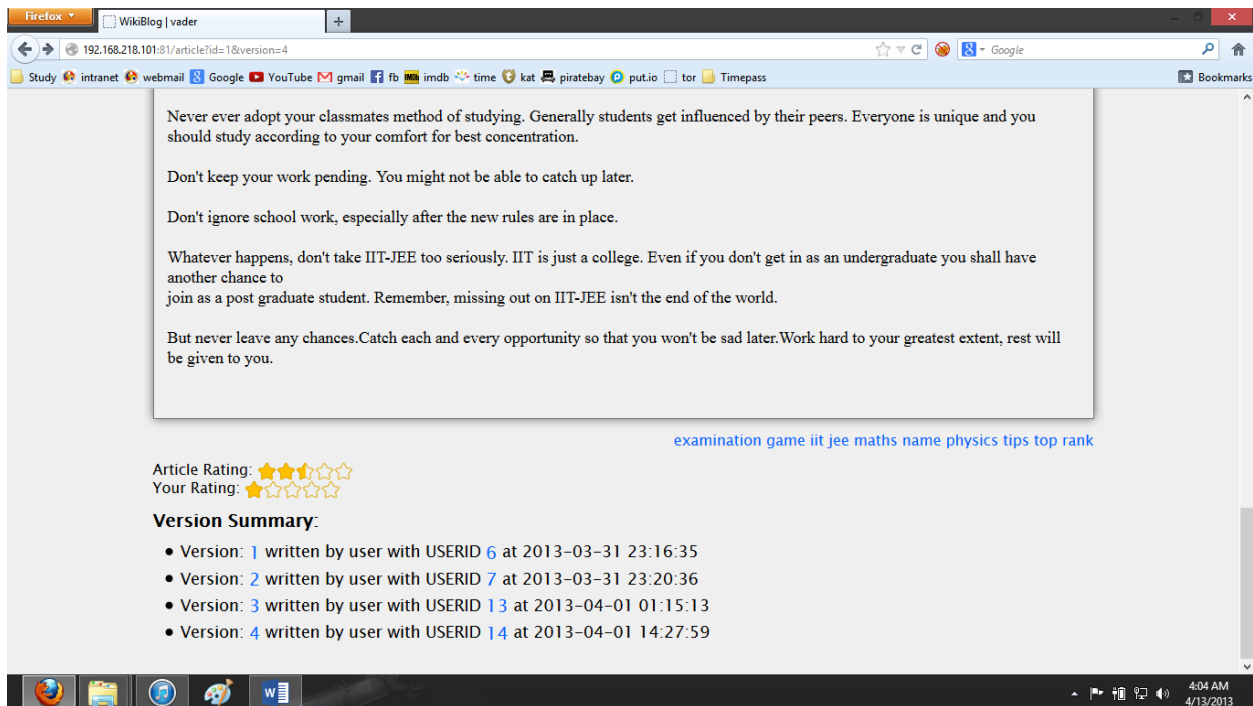 Firefox
WikiBlog | vader
192.168.218.101:81/article?id=1&version=4
Google
Study intranet webmail Google YouTube gmail fb imdb time kat piratebay put.io tor Timepass Bookmarks
Never ever adopt your classmates method of studying. Generally students get influenced by their peers. Everyone is unique and you
should study according to your comfort for best concentration.
Don't keep your work pending. You might not be able to catch up later.
Don't ignore school work, especially after the new rules are in place.
Whatever happens, don't take IIT-JEE too seriously. IIT is just a college. Even if you don't get in as an undergraduate you shall have
another chance to
join as a post graduate student. Remember, missing out on IIT-JEE isn't the end of the world.
But never leave any chances.Catch each and every opportunity so that you won't be sad later.Work hard to your greatest extent, rest will
be given to you.
examination game iit jee maths name physics tips top rank
Article Rating:
Your Rating:
Version Summary:
Version: 1 written by user with USERID 6 at 2013-03-31 23:16:35
Version: 2 written by user with USERID 7 at 2013-03-31 23:20:36
Version: 3 written by user with USERID 13 at 2013-04-01 01:15:13
Version: 4 written by user with USERID 14 at 2013-04-01 14:27:59
4:04 AM
4/13/2013